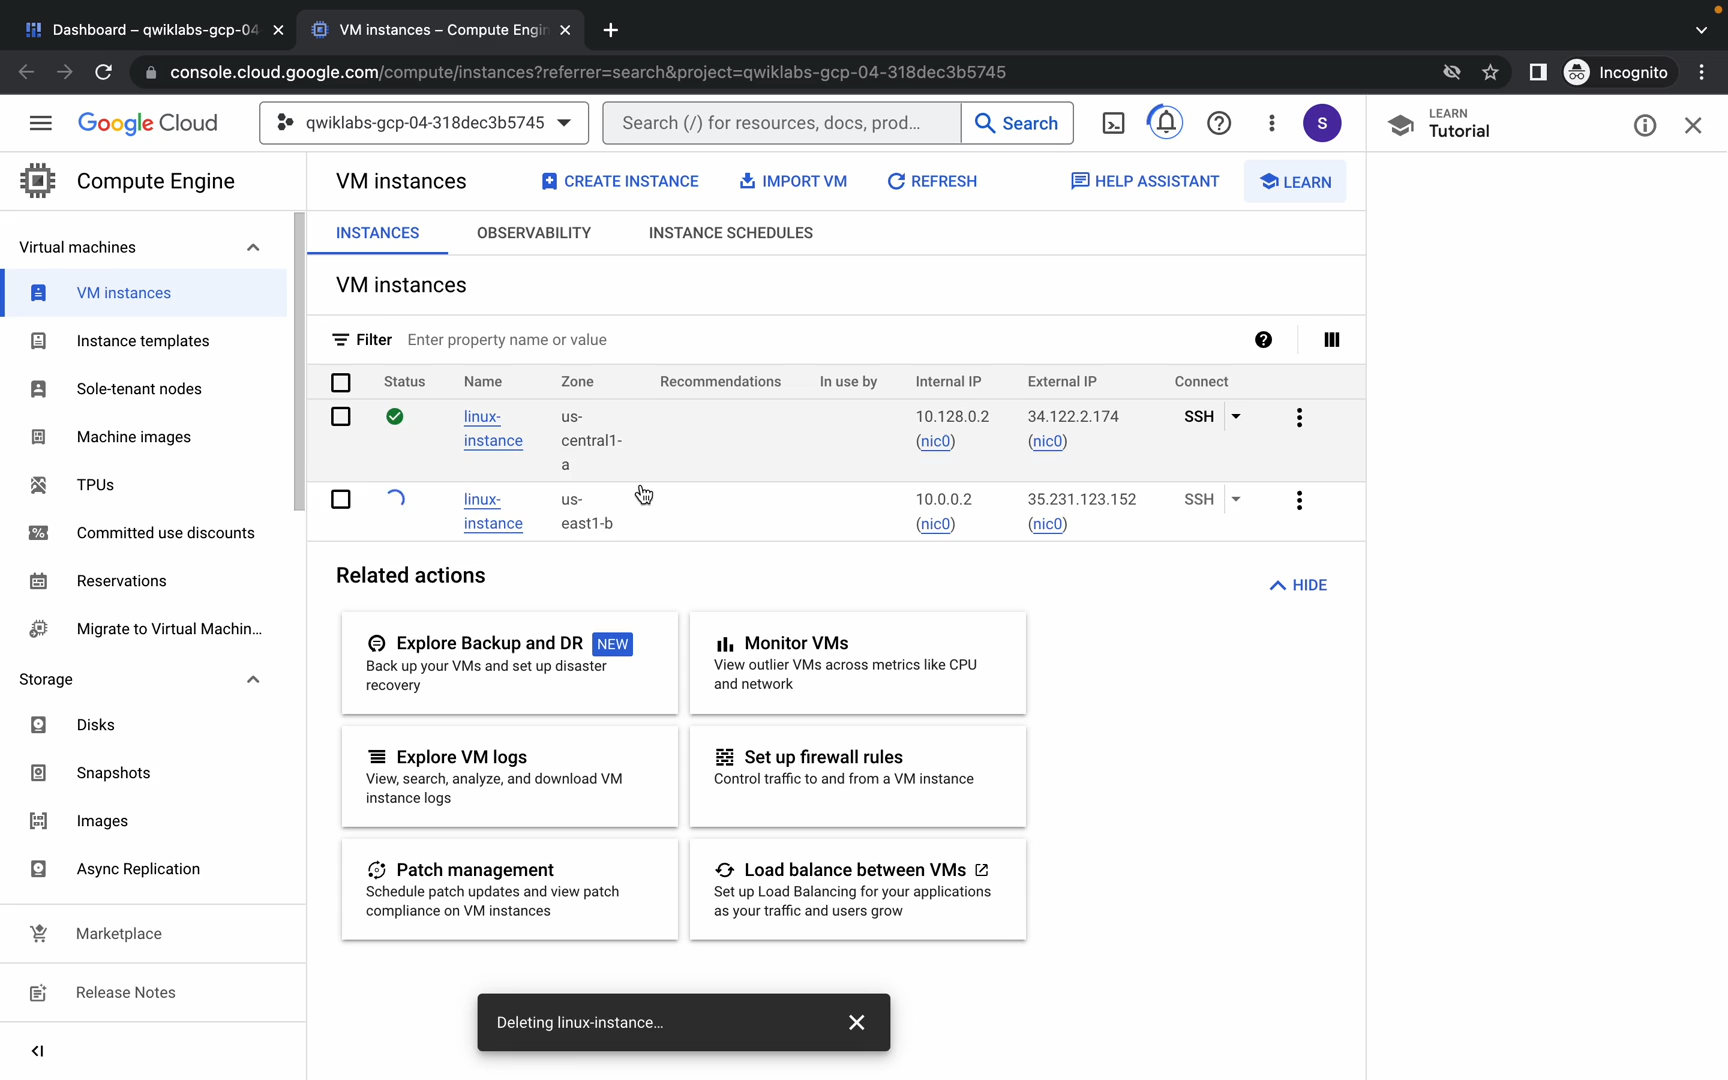 Dashboard – qwiklabs-gcp-04
VM instances – Compute Engin
console.cloud.google.com/compute/instances?referrer=search&project=qwiklabs-gcp-04-318dec3b5745
Incognito
Google Cloud
qwiklabs-gcp-04-318dec3b5745
Search (/) for resources, docs, prod...
Search
S
LEARN
Tutorial
Compute Engine
VM instances
CREATE INSTANCE
IMPORT VM
REFRESH
HELP ASSISTANT
LEARN
Virtual machines
VM instances
Instance templates
Sole-tenant nodes
Machine images
TPUs
Committed use discounts
Reservations
Migrate to Virtual Machin...
Storage
Disks
Snapshots
Images
Async Replication
Marketplace
Release Notes
INSTANCES
OBSERVABILITY
INSTANCE SCHEDULES
VM instances
Filter
Enter property name or value
Status
Name
Zone
Recommendations
In use by
Internal IP
External IP
Connect
linux-
instance
us-
central1-
a
10.128.0.2
(nic0)
34.122.2.174
(nic0)
SSH
linux-
instance
us-
east1-b
10.0.0.2
(nic0)
35.231.123.152
(nic0)
SSH
Related actions
HIDE
Explore Backup and DR NEW
Back up your VMs and set up disaster
recovery
Monitor VMs
View outlier VMs across metrics like CPU
and network
Explore VM logs
View, search, analyze, and download VM
instance logs
Set up firewall rules
Control traffic to and from a VM instance
Patch management
Schedule patch updates and view patch
compliance on VM instances
Load balance between VMs
Set up Load Balancing for your applications
as your traffic and users grow
Deleting linux-instance...